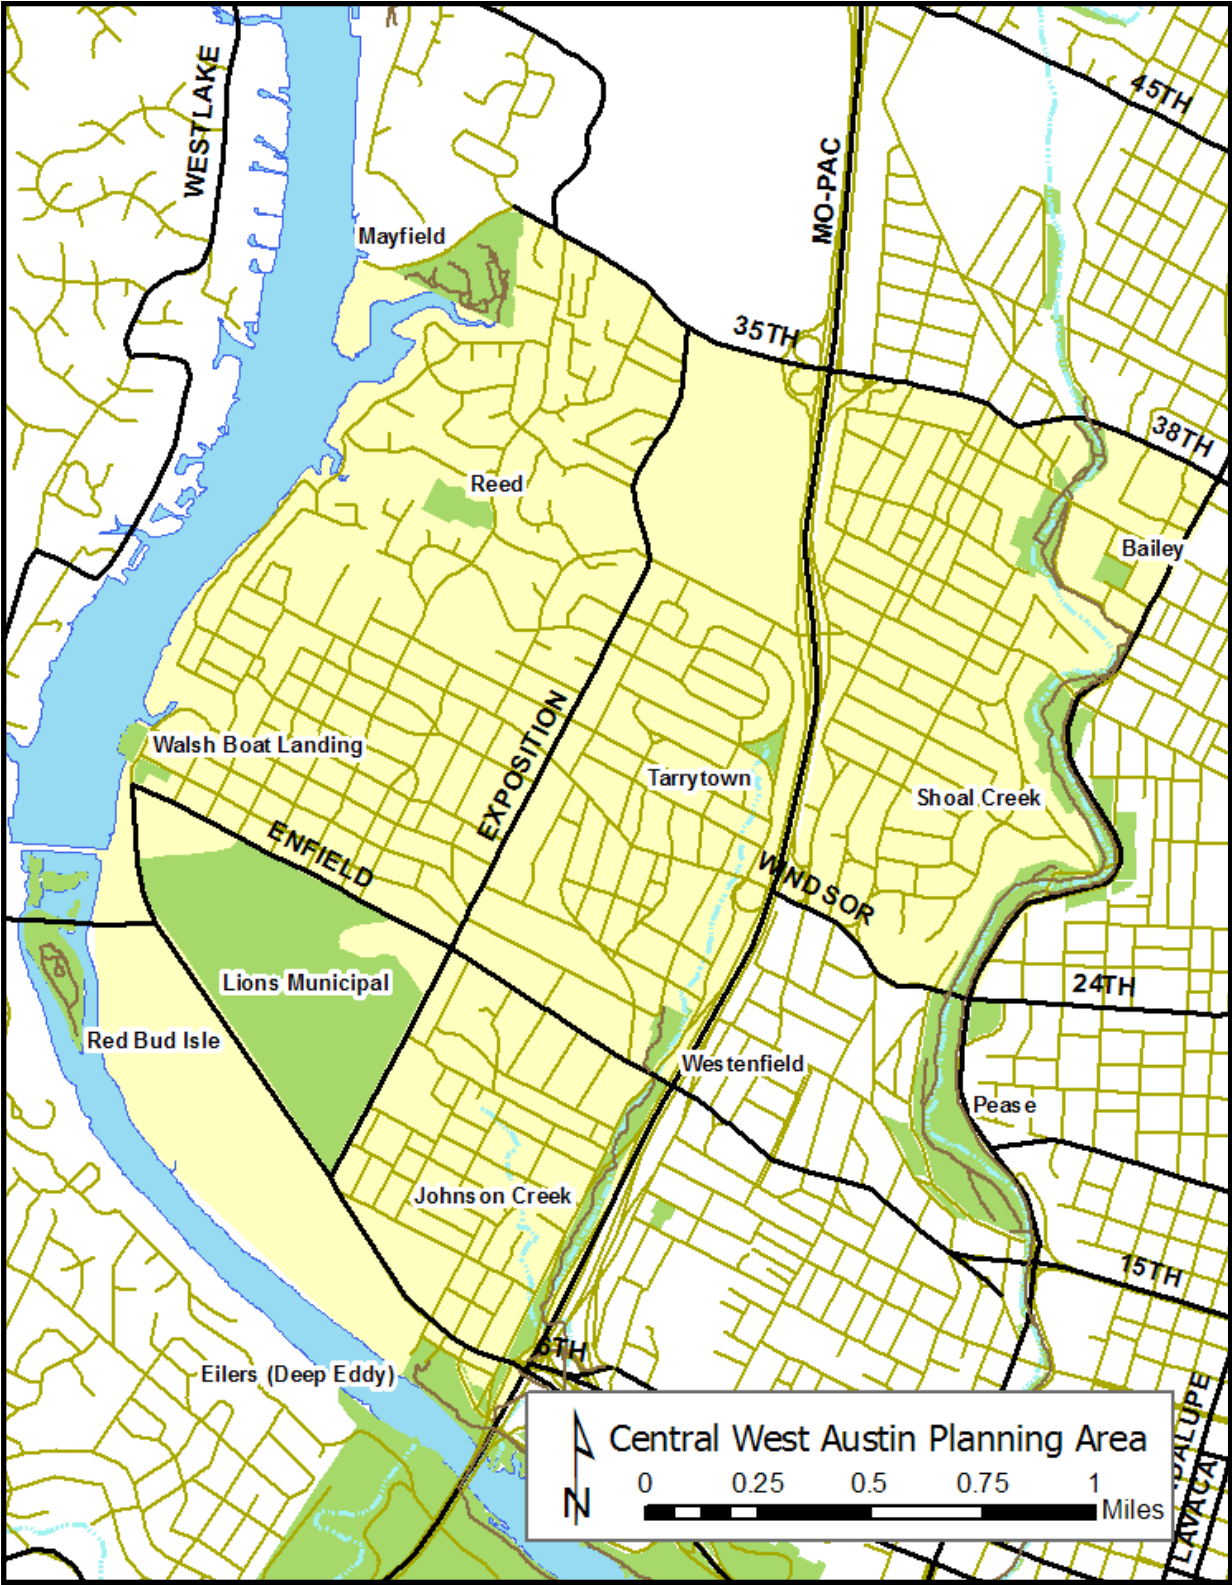 45TH
WESTLAKE
MO-PAC
Mayfield
35TH
38TH
Reed
Bailey
EXPOSITION
Walsh Boat Landing
Tarrytown
Shoal Creek
ENFIELD
WINDSOR
Lions Municipal
24TH
Red Bud Isle
Westenfield
Pease
Johnson Creek
15TH
6TH
Eilers (Deep Eddy)
DALUPE
LAVACA
Central West Austin Planning Area
0 0.25 0.5 0.75 1
Miles
N